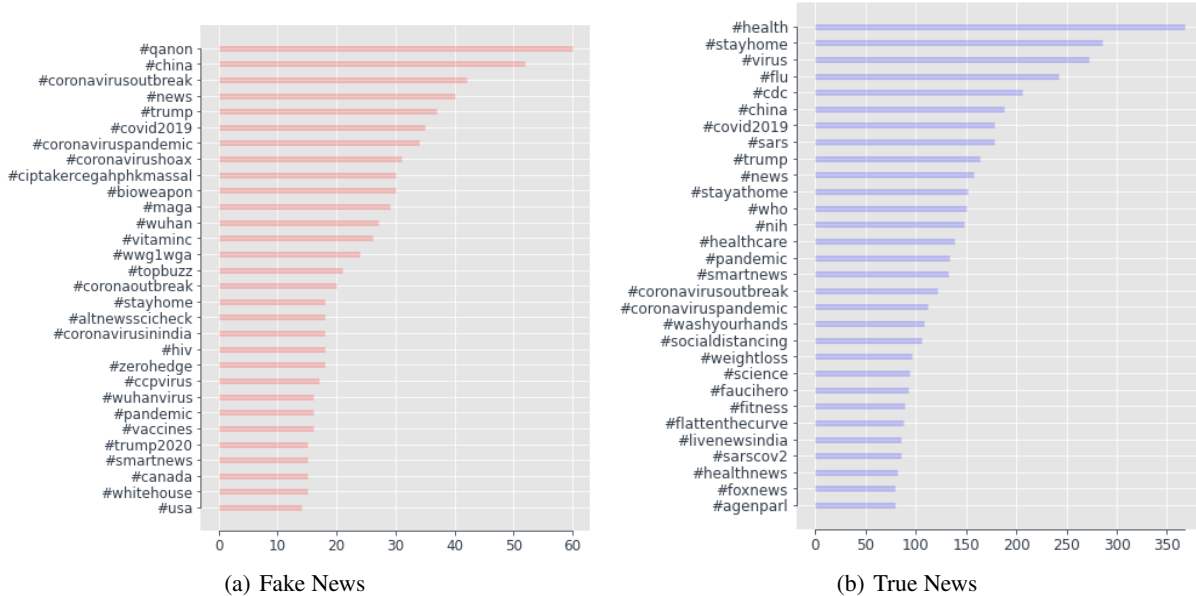 #qanon
#china
#coronavirusoutbreak
#news
#trump
#covid2019
#coronaviruspandemic
#coronavirushoax
#ciptakercegahphkmassal
#bioweapon
#maga
#wuhan
#vitaminc
#wwg1wga
#topbuzz
#coronaoutbreak
#stayhome
#altnewsscicheck
#coronavirusinindia
#hiv
#zerohedge
#ccpvirus
#wuhanvirus
#pandemic
#vaccines
#trump2020
#smartnews
#canada
#whitehouse
#usa
0 10 20 30 40 50 60
(a) Fake News
#health
#stayhome
#virus
#flu
#cdc
#china
#covid2019
#sars
#trump
#news
#stayathome
#who
#nih
#healthcare
#pandemic
#smartnews
#coronavirusoutbreak
#coronaviruspandemic
#washyourhands
#socialdistancing
#weightloss
#science
#faucihero
#fitness
#flattenthecurve
#livenewsindia
#sarscov2
#healthnews
#foxnews
#agenparl
0 50 100 150 200 250 300 350
(b) True News